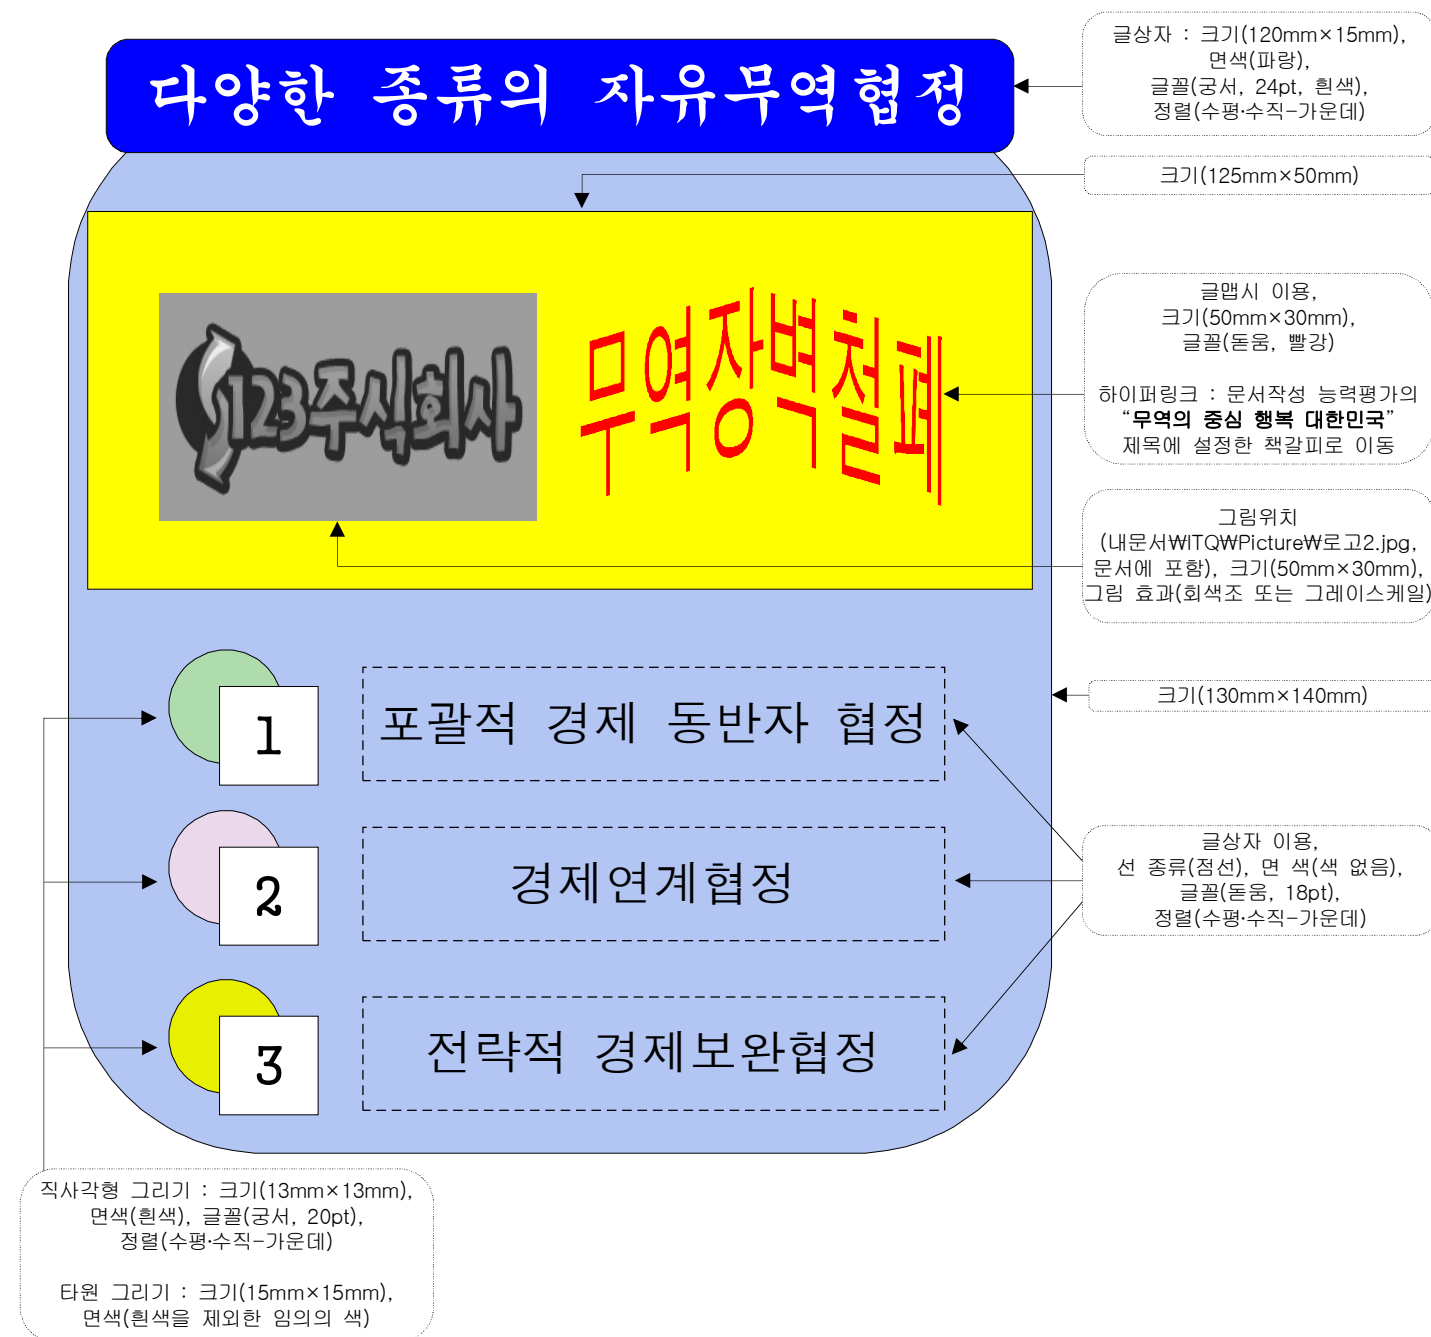 다양한 종류의 자유무역협정
글상자 : 크기(120mm×15mm),
면색(파랑),
글꼴(궁서, 24pt, 흰색),
정렬(수평·수직-가운데)
크기(125mm×50mm)
123주식회사
무역장벽철폐
글맵시 이용,
크기(50mm×30mm),
글꼴(돋움, 빨강)
하이퍼링크 : 문서작성 능력평가의
“무역의 중심 행복 대한민국”
제목에 설정한 책갈피로 이동
그림위치
(내문서₩ITQ₩Picture₩로고2.jpg,
문서에 포함), 크기(50mm×30mm),
그림 효과(회색조 또는 그레이스케일)
크기(130mm×140mm)
1
포괄적 경제 동반자 협정
2
경제연계협정
3
전략적 경제보완협정
글상자 이용,
선 종류(점선), 면 색(색 없음),
글꼴(돋움, 18pt),
정렬(수평·수직-가운데)
직사각형 그리기 : 크기(13mm×13mm),
면색(흰색), 글꼴(궁서, 20pt),
정렬(수평·수직-가운데)
타원 그리기 : 크기(15mm×15mm),
면색(흰색을 제외한 임의의 색)